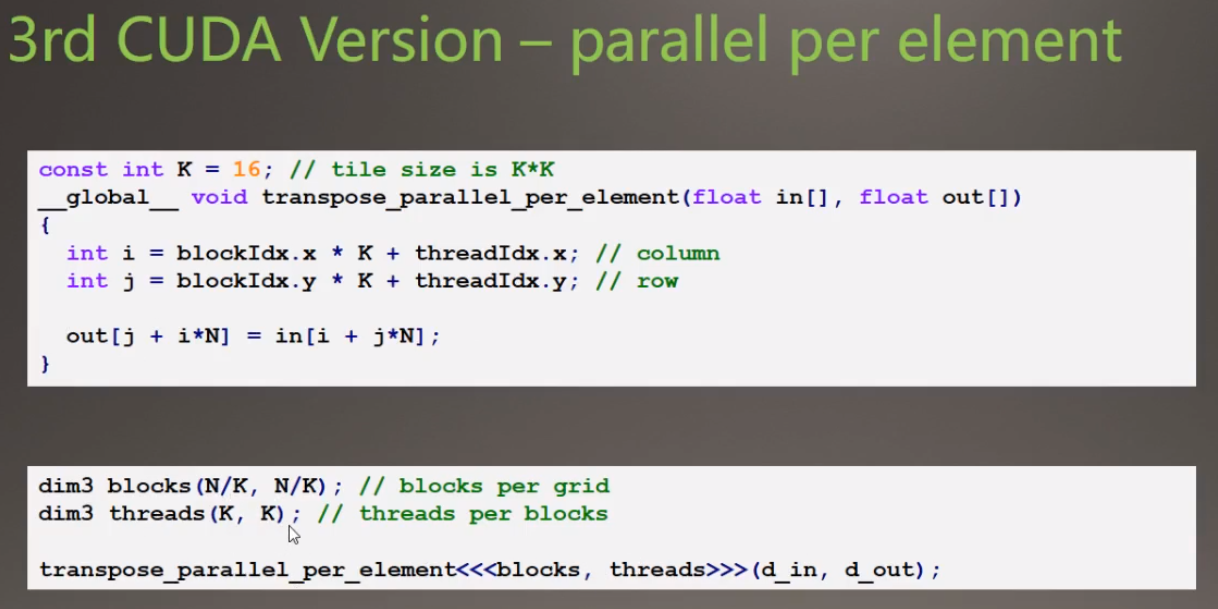 3rd CUDA Version – parallel per element
const int K = 16; // tile size is K*K
__global__ void transpose_parallel_per_element(float in[], float out[])
{
int i = blockIdx.x * K + threadIdx.x; // column
int j = blockIdx.y * K + threadIdx.y; // row
out[j + i*N] = in[i + j*N];
}
dim3 blocks(N/K, N/K); // blocks per grid
dim3 threads(K, K); // threads per blocks
transpose_parallel_per_element<<<blocks, threads>>>(d_in, d_out);